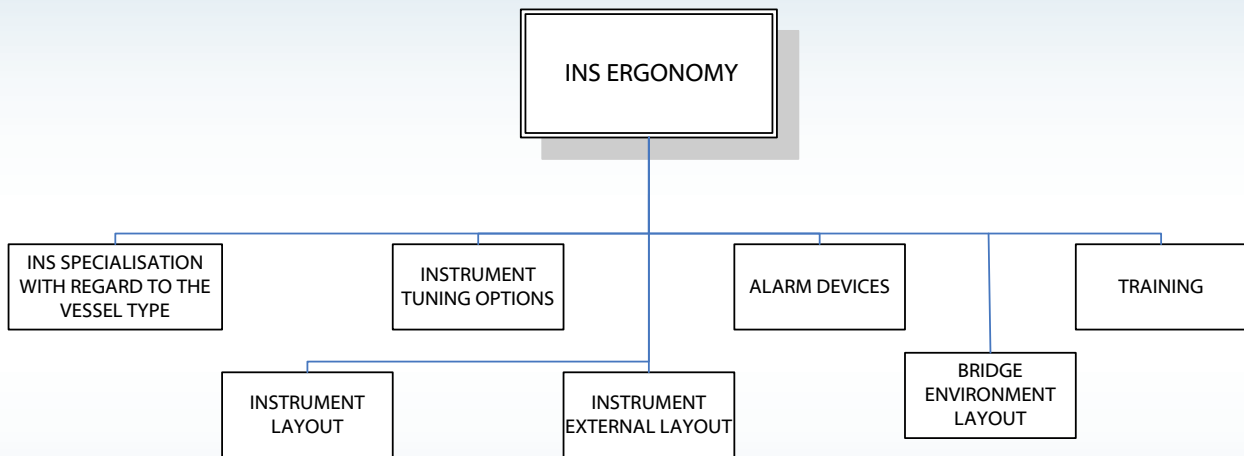 INS ERGONOMY
INS SPECIALISATION
WITH REGARD TO THE
VESSEL TYPE
INSTRUMENT
TUNING OPTIONS
ALARM DEVICES
TRAINING
INSTRUMENT
LAYOUT
INSTRUMENT
EXTERNAL LAYOUT
BRIDGE
ENVIRONMENT
LAYOUT